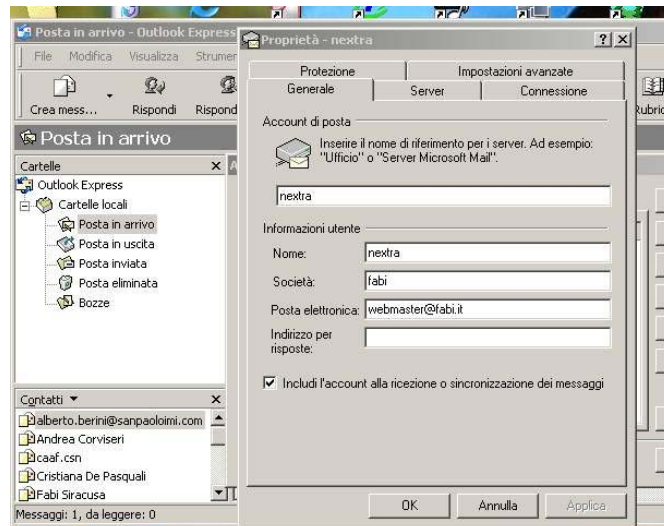 Posta in arrivo - Outlook Express
File Modifica Visualizza Strumen
Crea mess... Rispondi Rispond
Rubric
Posta in arrivo
Cartelle
Outlook Express
Cartelle locali
Posta in arrivo
Posta in uscita
Posta inviata
Posta eliminata
Bozze
Contatti
alberto.berini@sanpaoloimi.com
Andrea Corviseri
caaf.csn
Cristiana De Pasquali
Fabi Siracusa
Messaggi: 1, da leggere: 0
Proprietà - nextra
Protezione Impostazioni avanzate
Generale Server Connessione
Account di posta
Inserire il nome di riferimento per i server. Ad esempio:
"Ufficio" o "Server Microsoft Mail".
nextra
Informazioni utente
Nome: nextra
Società: fabi
Posta elettronica: webmaster@fabi.it
Indirizzo per
risposte:
Includi l'account alla ricezione o sincronizzazione dei messaggi
OK Annulla Applica